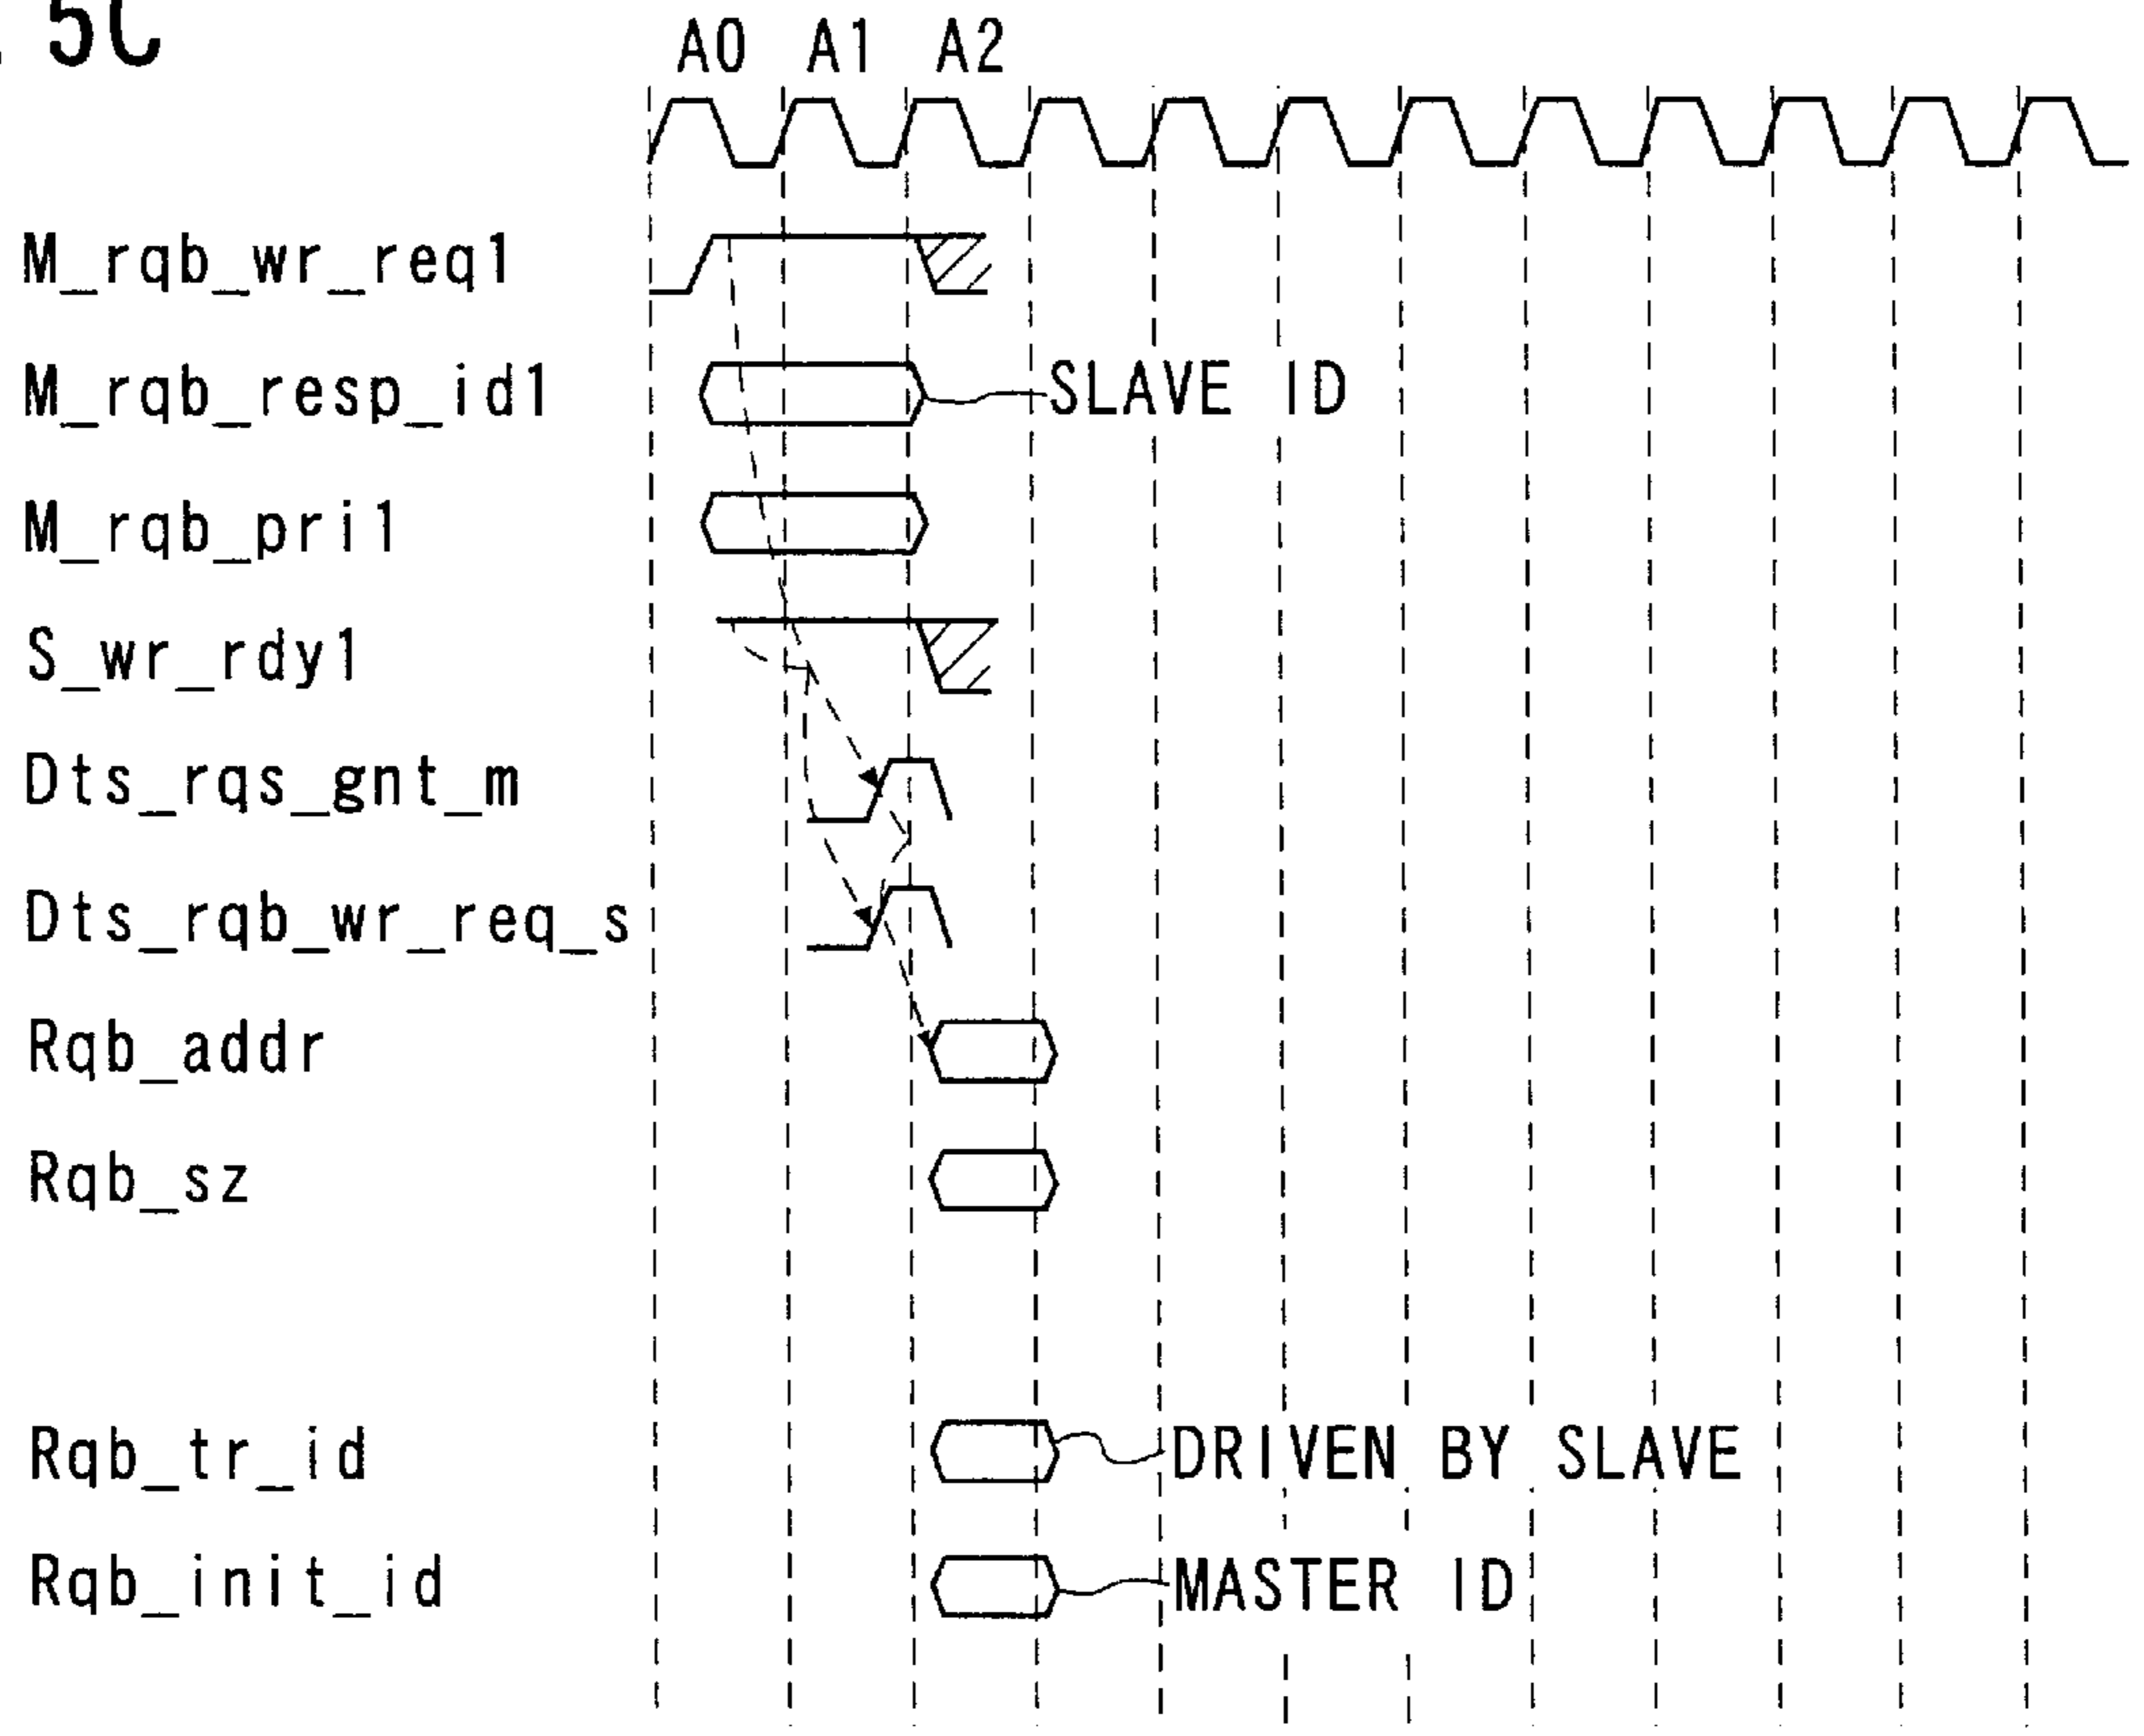 5C
A0 A1 A2
M_rqb_wr_req1
M_rqb_resp_id1 SLAVE ID
M_rqb_pri1
S_wr_rdy1
Dts_rqs_gnt_m
Dts_rqb_wr_req_s
Rqb_addr
Rqb_sz
Rqb_tr_id DRIVEN BY SLAVE
Rqb_init_id MASTER ID